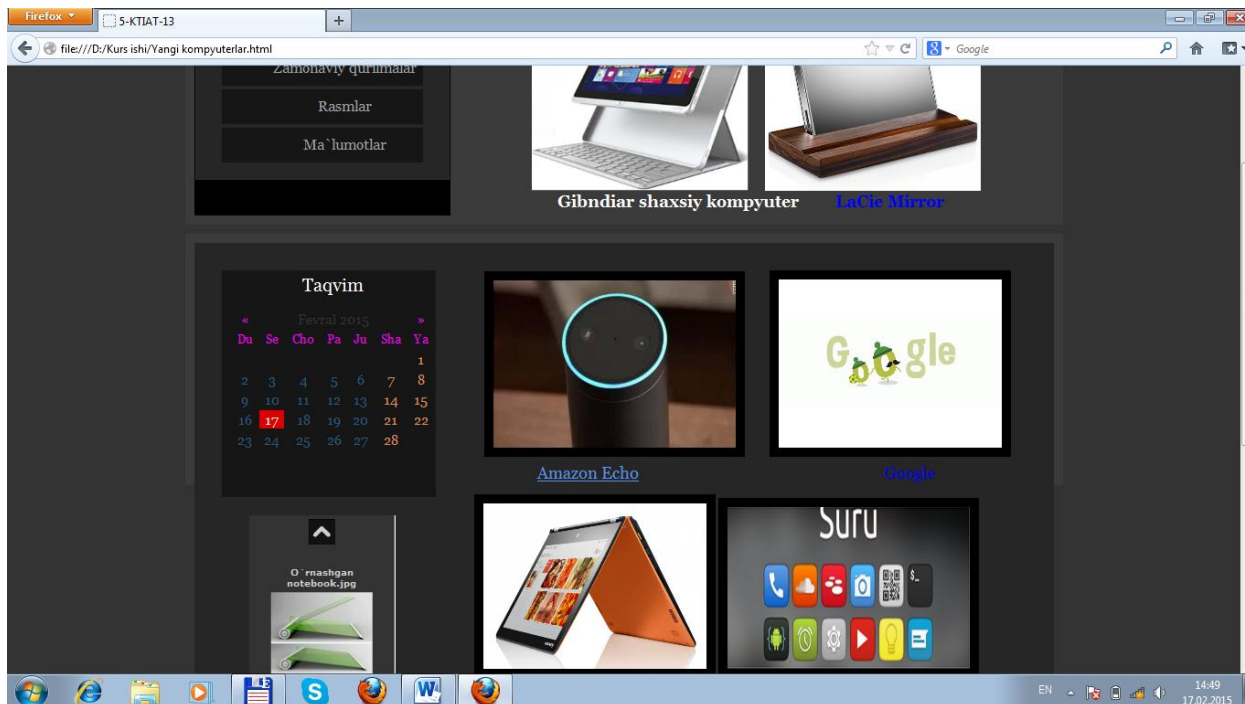 Firefox
5-KTIAT-13
file:///D:/Kurs ishi/Yangi kompyuterlar.html
Google
Zamonaviy qurilmalar
Rasmlar
Ma`lumotlar
Gibndiar shaxsiy kompyuter
LaCie Mirror
Taqvim
« Fevral 2015 »
Du Se Cho Pa Ju Sha Ya
1
2 3 4 5 6 7 8
9 10 11 12 13 14 15
16 17 18 19 20 21 22
23 24 25 26 27 28
Google
Amazon Echo
Google
O`rnashgan
notebook.jpg
Suru
$_
EN
14:49
17.02.2015